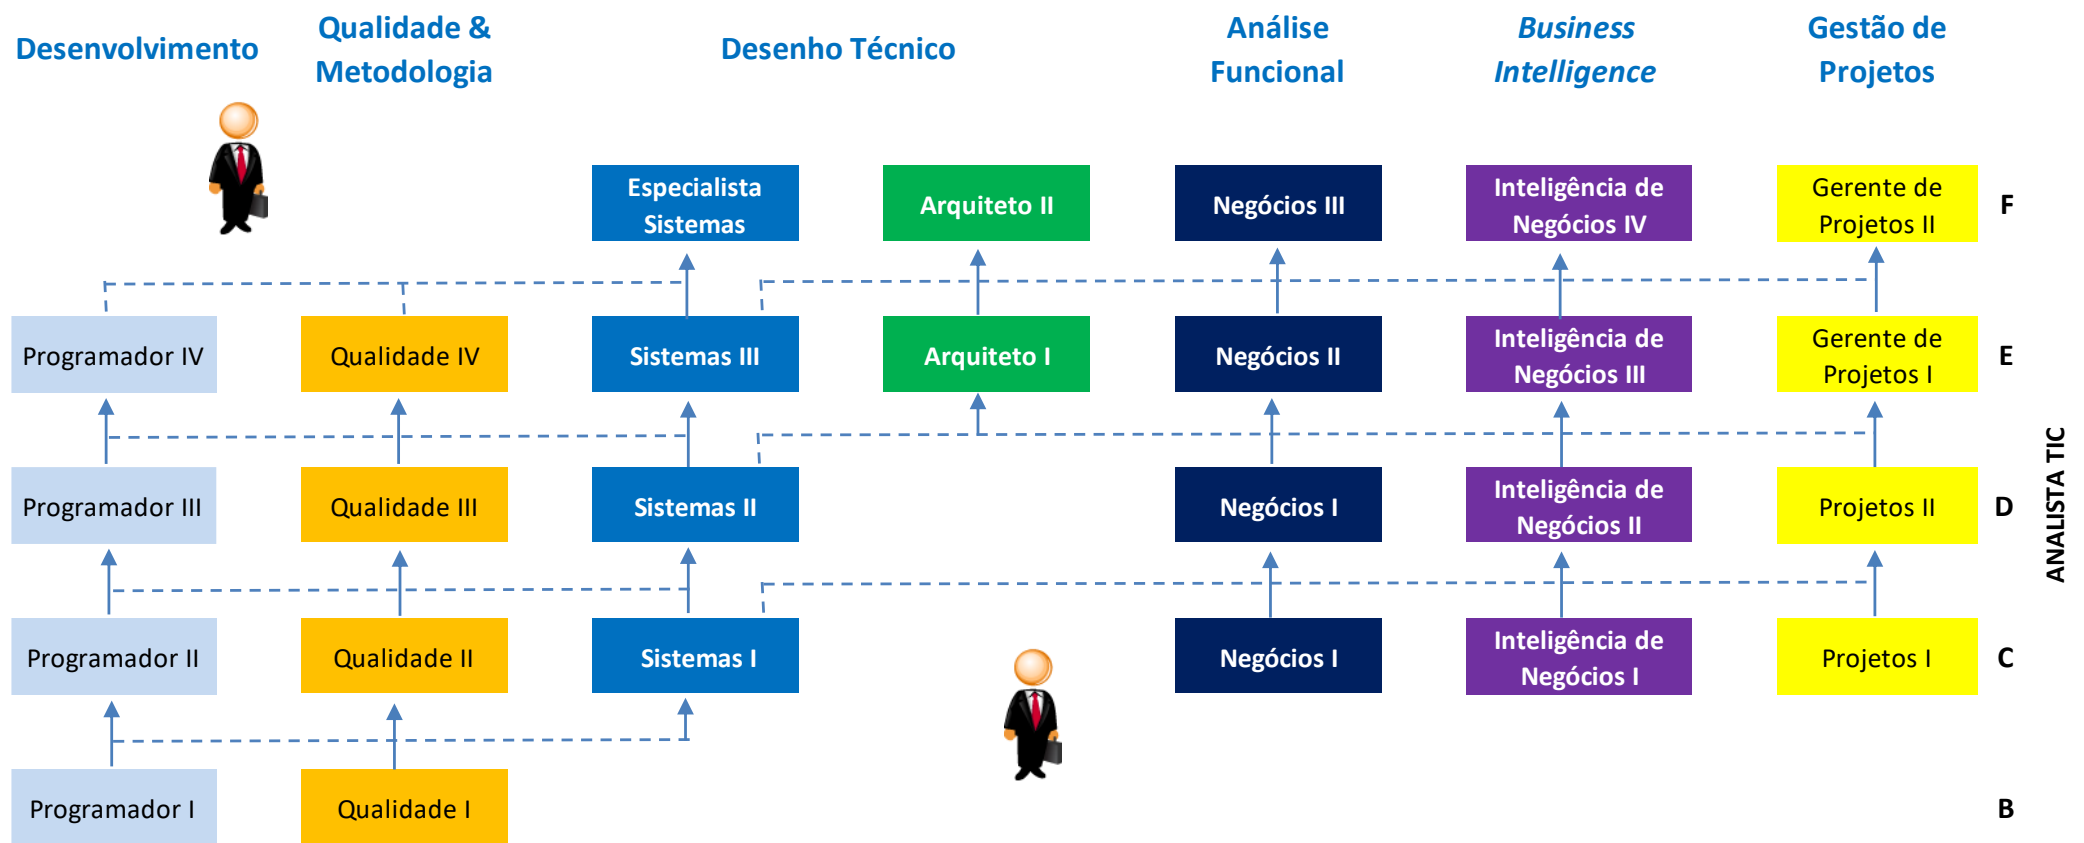 Desenvolvimento
Qualidade &
Metodologia
Desenho Técnico
Análise
Funcional
Business
Intelligence
Gestão de
Projetos
Especialista
Sistemas
Arquiteto II
Negócios III
Inteligência de
Negócios IV
Gerente de
Projetos II
F
Programador IV
Qualidade IV
Sistemas III
Arquiteto I
Negócios II
Inteligência de
Negócios III
Gerente de
Projetos I
E
Programador III
Qualidade III
Sistemas II
Negócios I
Inteligência de
Negócios II
Projetos II
D
ANALISTA TIC
Programador II
Qualidade II
Sistemas I
Negócios I
Inteligência de
Negócios I
Projetos I
C
Programador I
Qualidade I
B